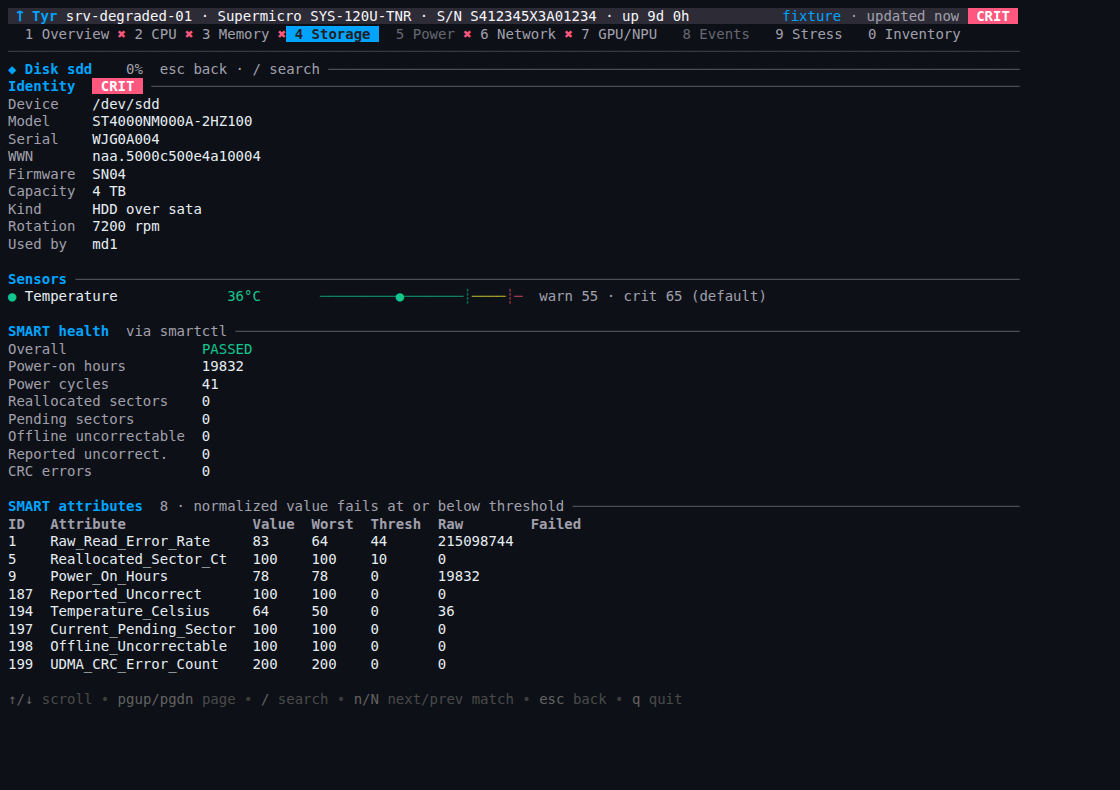 ↑ Tyr srv-degraded-01 · Supermicro SYS-120U-TNR · S/N S412345X3A01234 · up 9d 0h fixture · updated now CRIT
1 Overview ✖ 2 CPU ✖ 3 Memory ✖ 4 Storage 5 Power ✖ 6 Network ✖ 7 GPU/NPU 8 Events 9 Stress 0 Inventory
◆ Disk sdd 0% esc back · / search
Identity CRIT
Device /dev/sdd
Model ST4000NM000A-2HZ100
Serial WJG0A004
WWN naa.5000c500e4a10004
Firmware SN04
Capacity 4 TB
Kind HDD over sata
Rotation 7200 rpm
Used by md1
Sensors
● Temperature 36°C warn 55 · crit 65 (default)
SMART health via smartctl
Overall PASSED
Power-on hours 19832
Power cycles 41
Reallocated sectors 0
Pending sectors 0
Offline uncorrectable 0
Reported uncorrect. 0
CRC errors 0
SMART attributes 8 · normalized value fails at or below threshold
ID Attribute Value Worst Thresh Raw Failed
1 Raw_Read_Error_Rate 83 64 44 215098744
5 Reallocated_Sector_Ct 100 100 10 0
9 Power_On_Hours 78 78 0 19832
187 Reported_Uncorrect 100 100 0 0
194 Temperature_Celsius 64 50 0 36
197 Current_Pending_Sector 100 100 0 0
198 Offline_Uncorrectable 100 100 0 0
199 UDMA_CRC_Error_Count 200 200 0 0
↑/↓ scroll • pgup/pgdn page • / search • n/N next/prev match • esc back • q quit